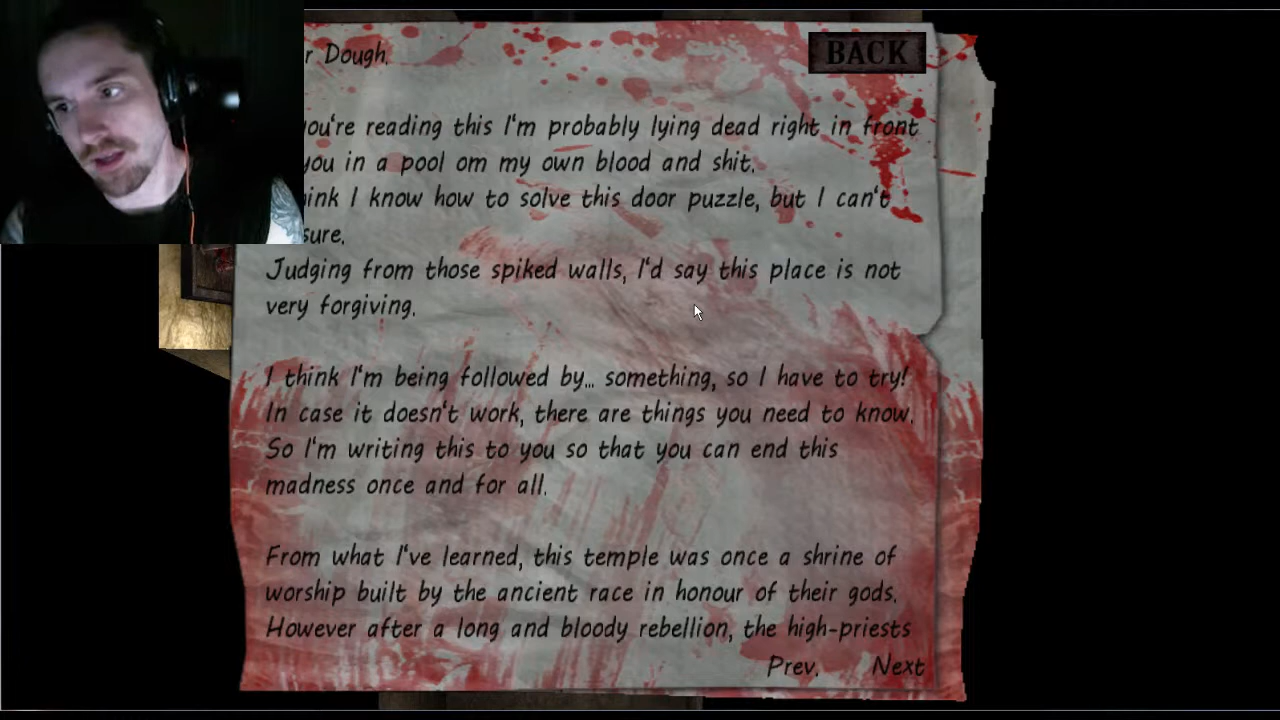 Dough.
BACK
you're reading this I'm probably lying dead right in front
you in a pool om my own blood and shit.
I know how to solve this door puzzle, but I can't
sure.
Judging from those spiked walls, I'd say this place is not
very forgiving.
I think I'm being followed by... something, so I have to try!
In case it doesn't work, there are things you need to know.
So I'm writing this to you so that you can end this
madness once and for all.
From what I've learned, this temple was once a shrine of
worship built by the ancient race in honour of their gods.
However after a long and bloody rebellion, the high-priests
Prev. Next